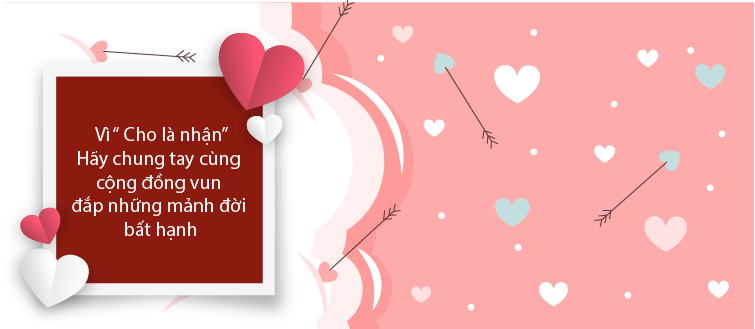 Vì “ Cho là nhận”
Hãy chung tay cùng
cộng đồng vun
đắp những mảnh đời
bất hạnh